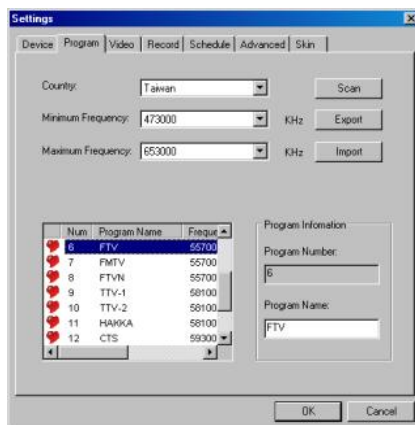 Settings
Device Program Video Record Schedule Advanced Skin
Country: Taiwan Scan
Minimum Frequency: 473000 KHz Export
Maximum Frequency: 653000 KHz Import
Num Program Name Freque
6 FTV 55700
7 FMTV 55700
8 FTVN 55700
9 TTV-1 58100
10 TTV-2 58100
11 HAKKA 58100
12 CTS 59300
Program Infomation
Program Number:
6
Program Name:
FTV
OK Cancel